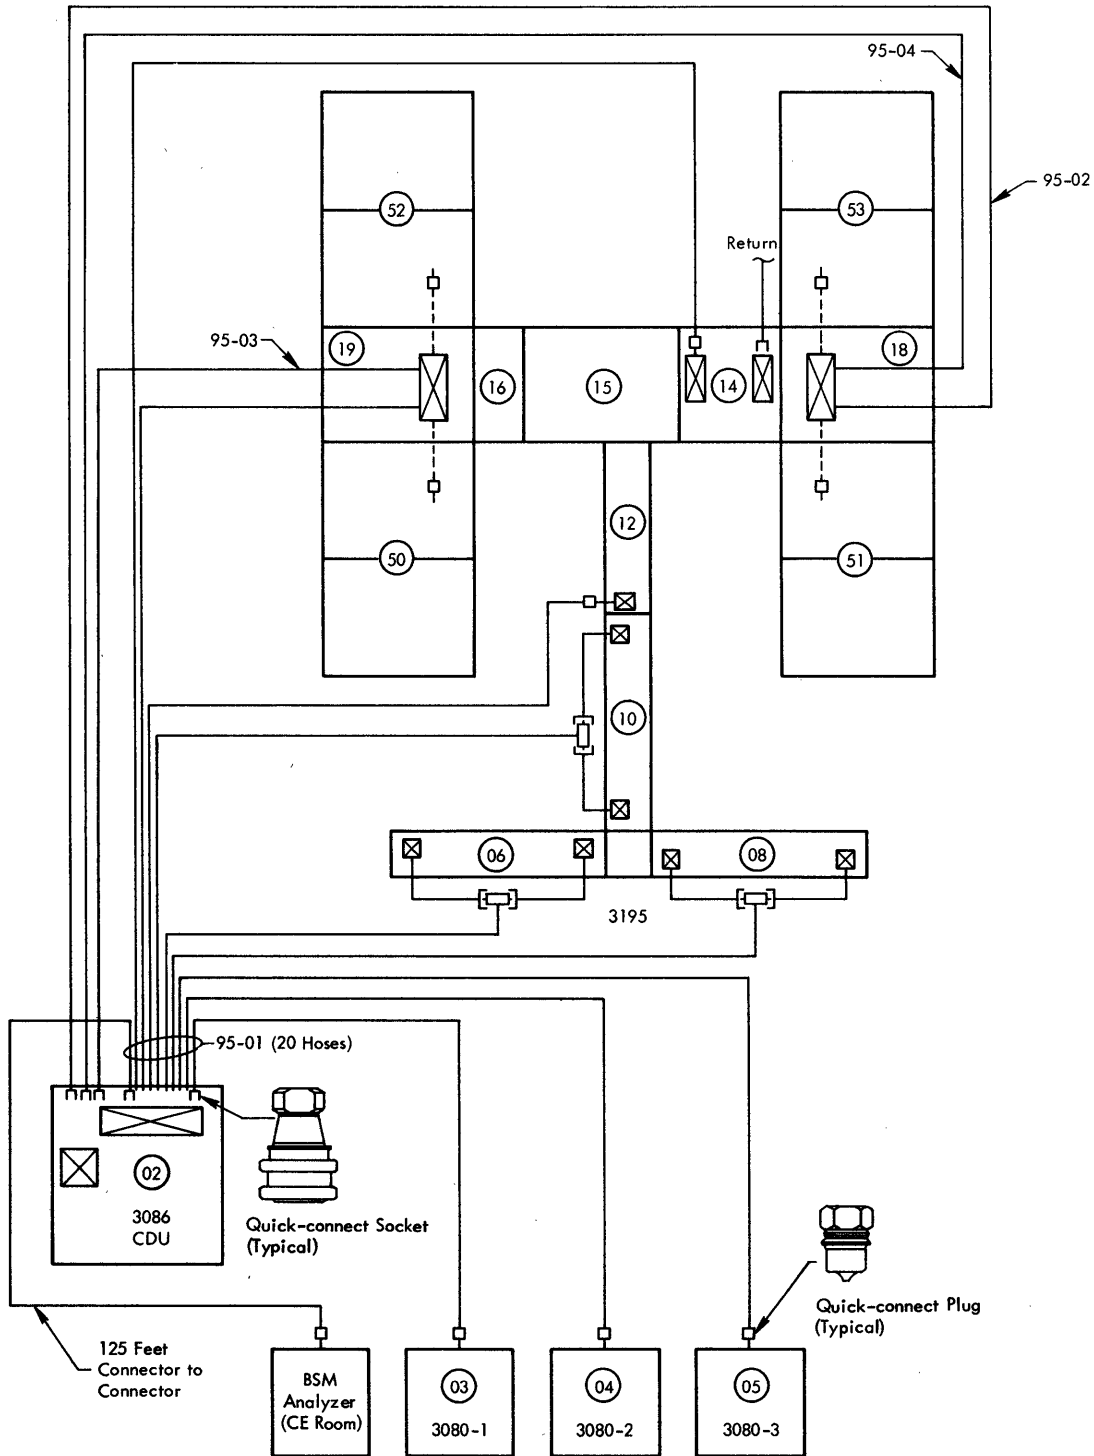 95-04
95-02
52
53
Return
95-03
19
16
15
14
18
12
50
51
10
06
08
3195
95-01 (20 Hoses)
02
3086
CDU
Quick-connect Socket
(Typical)
Quick-connect Plug
(Typical)
125 Feet
Connector to
Connector
BSM
Analyzer
(CE Room)
03
3080-1
04
3080-2
05
3080-3